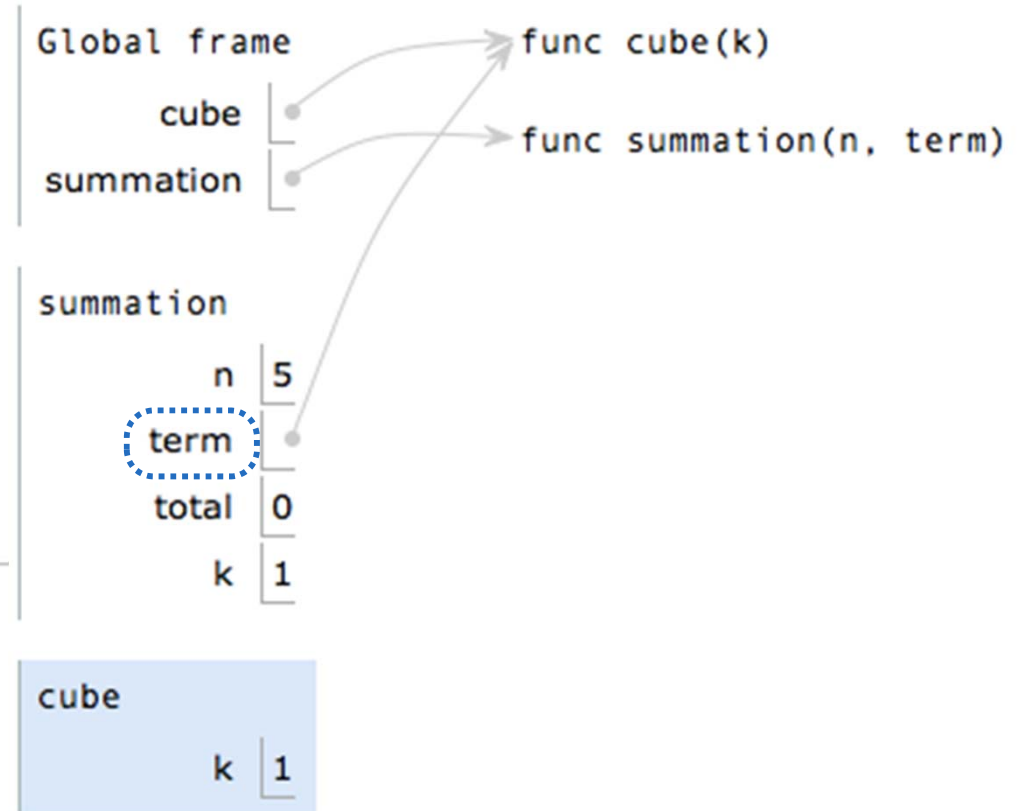 Global frame
func cube(k)
cube
func summation(n, term)
summation
summation
n 5
term
total 0
k 1
cube
k 1